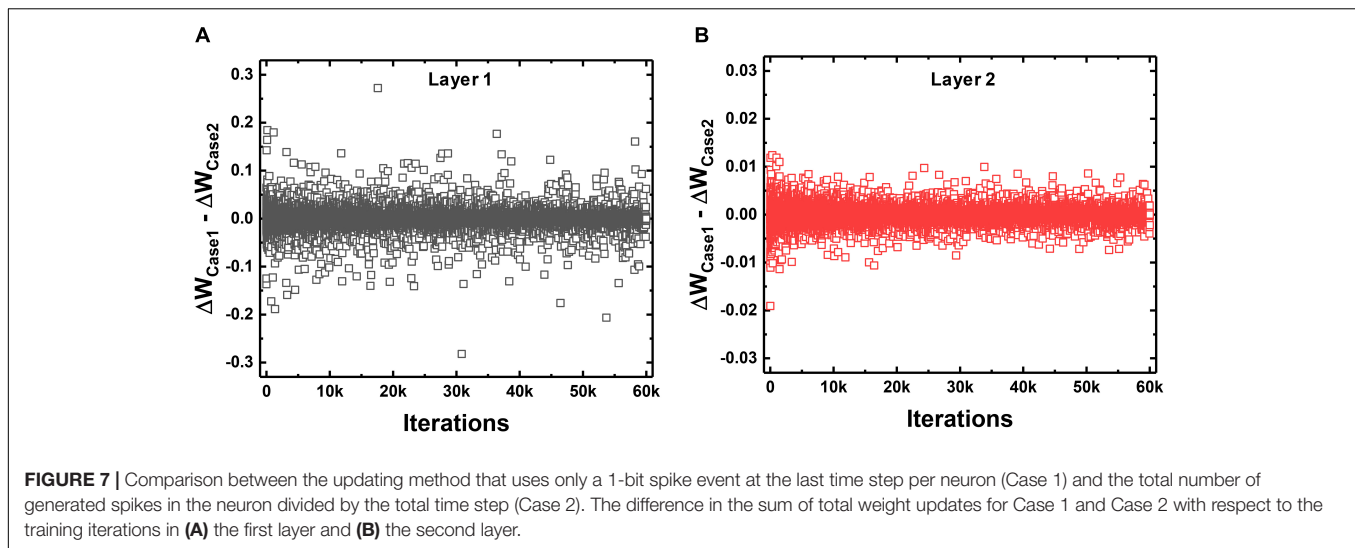 A
Layer 1
0.3
0.2
0.1
0.0
-0.1
-0.2
-0.3
ΔW_Case1 - ΔW_Case2
0 10k 20k 30k 40k 50k 60k
Iterations
B
Layer 2
0.03
0.02
0.01
0.00
-0.01
-0.02
-0.03
ΔW_Case1 - ΔW_Case2
0 10k 20k 30k 40k 50k 60k
Iterations
FIGURE 7 | Comparison between the updating method that uses only a 1-bit spike event at the last time step per neuron (Case 1) and the total number of
generated spikes in the neuron divided by the total time step (Case 2). The difference in the sum of total weight updates for Case 1 and Case 2 with respect to the
training iterations in (A) the first layer and (B) the second layer.